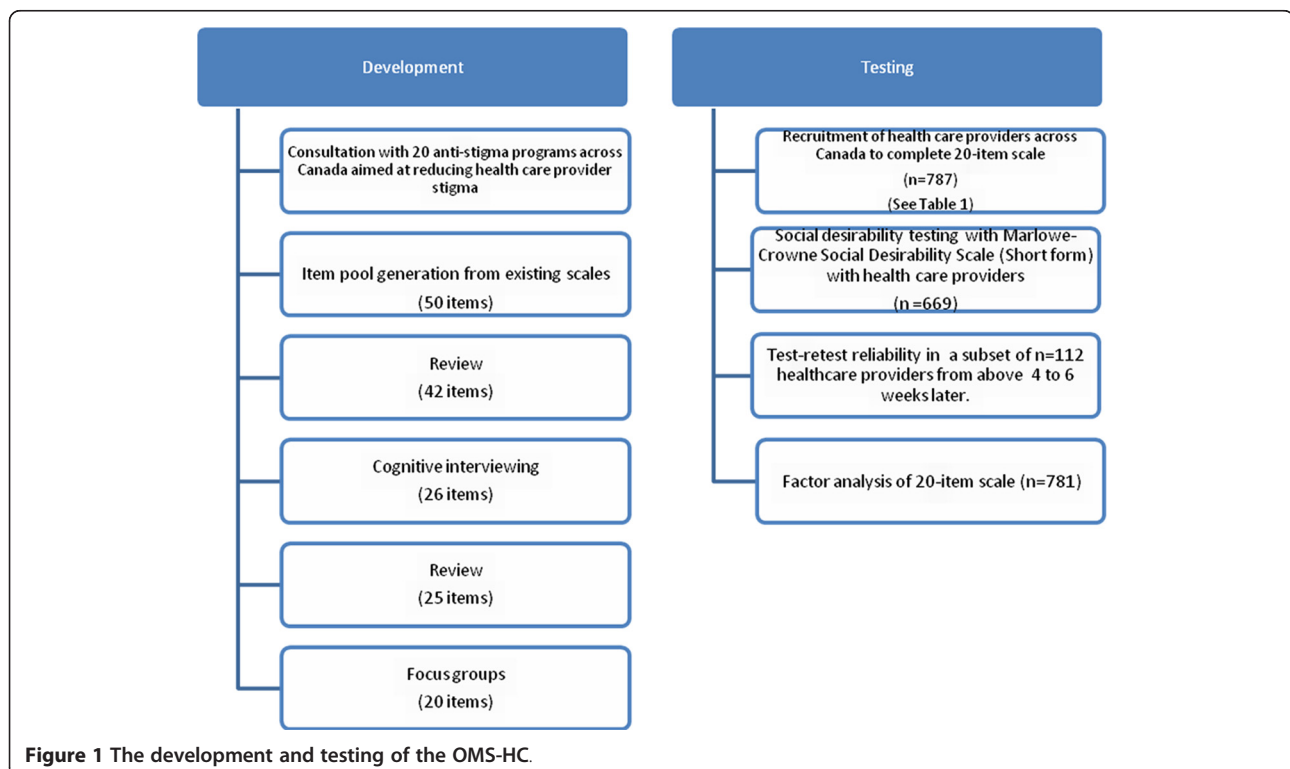 Development
Consultation with 20 anti-stigma programs across
Canada aimed at reducing health care provider
stigma
Item pool generation from existing scales
(50 items)
Review
(42 items)
Cognitive interviewing
(26 items)
Review
(25 items)
Focus groups
(20 items)
Testing
Recruitment of health care providers across
Canada to complete 20-item scale
(n=787)
(See Table 1)
Social desirability testing with Marlowe-
Crowne Social Desirability Scale (Short form)
with health care providers
(n =669)
Test-retest reliability in a subset of n=112
healthcare providers from above 4 to 6
weeks later.
Factor analysis of 20-item scale (n=781)
Figure 1 The development and testing of the OMS-HC.